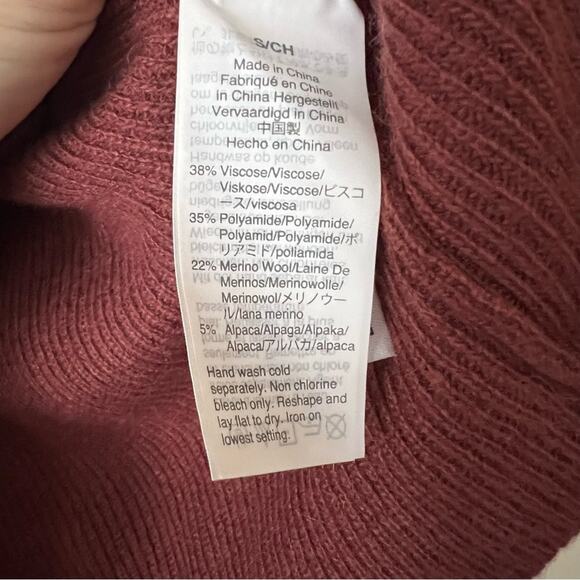 S/CH
Made in China
Fabriqué en Chine
in China Hergestellt
Vervaardigd in China
中国製
Hecho en China
38% Viscose/Viscose/
Viskose/Viscose/ビスコ
ース/viscosa
35% Polyamide/Polyamide/
Polyamid/Polyamide/ポ
リアミド/poliamida
22% Merino Wool/Laine De
Merinos/Merinowolle/
Merinowol/メリノウー
ル/lana merino
5% Alpaca/Alpaga/Alpaka/
Alpaca/アルパカ/alpaca
Hand wash cold
separately. Non chlorine
bleach only. Reshape and
lay flat to dry. Iron on
lowest setting.